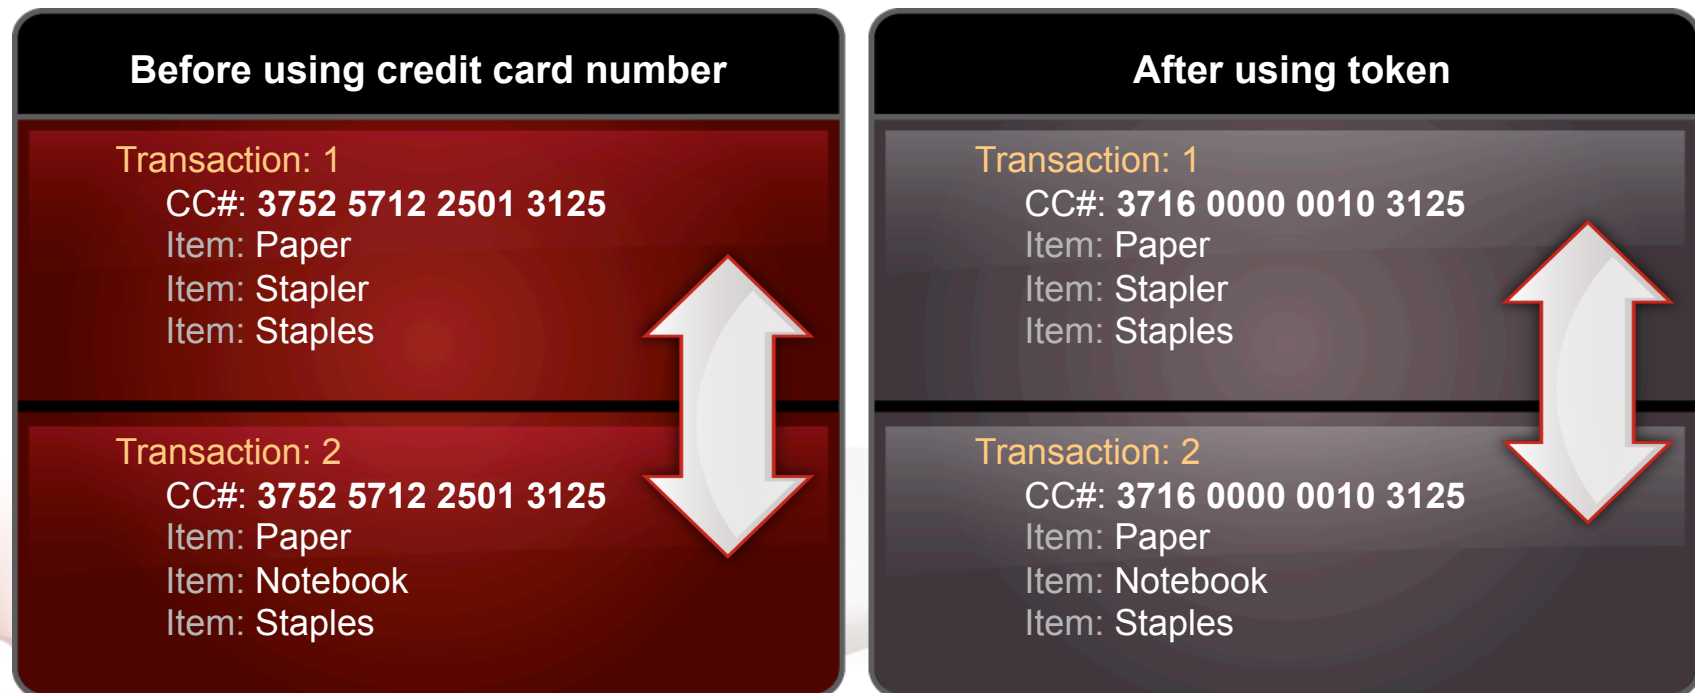 Before using credit card number
Transaction: 1
CC#: 3752 5712 2501 3125
Item: Paper
Item: Stapler
Item: Staples
Transaction: 2
CC#: 3752 5712 2501 3125
Item: Paper
Item: Notebook
Item: Staples
After using token
Transaction: 1
CC#: 3716 0000 0010 3125
Item: Paper
Item: Stapler
Item: Staples
Transaction: 2
CC#: 3716 0000 0010 3125
Item: Paper
Item: Notebook
Item: Staples